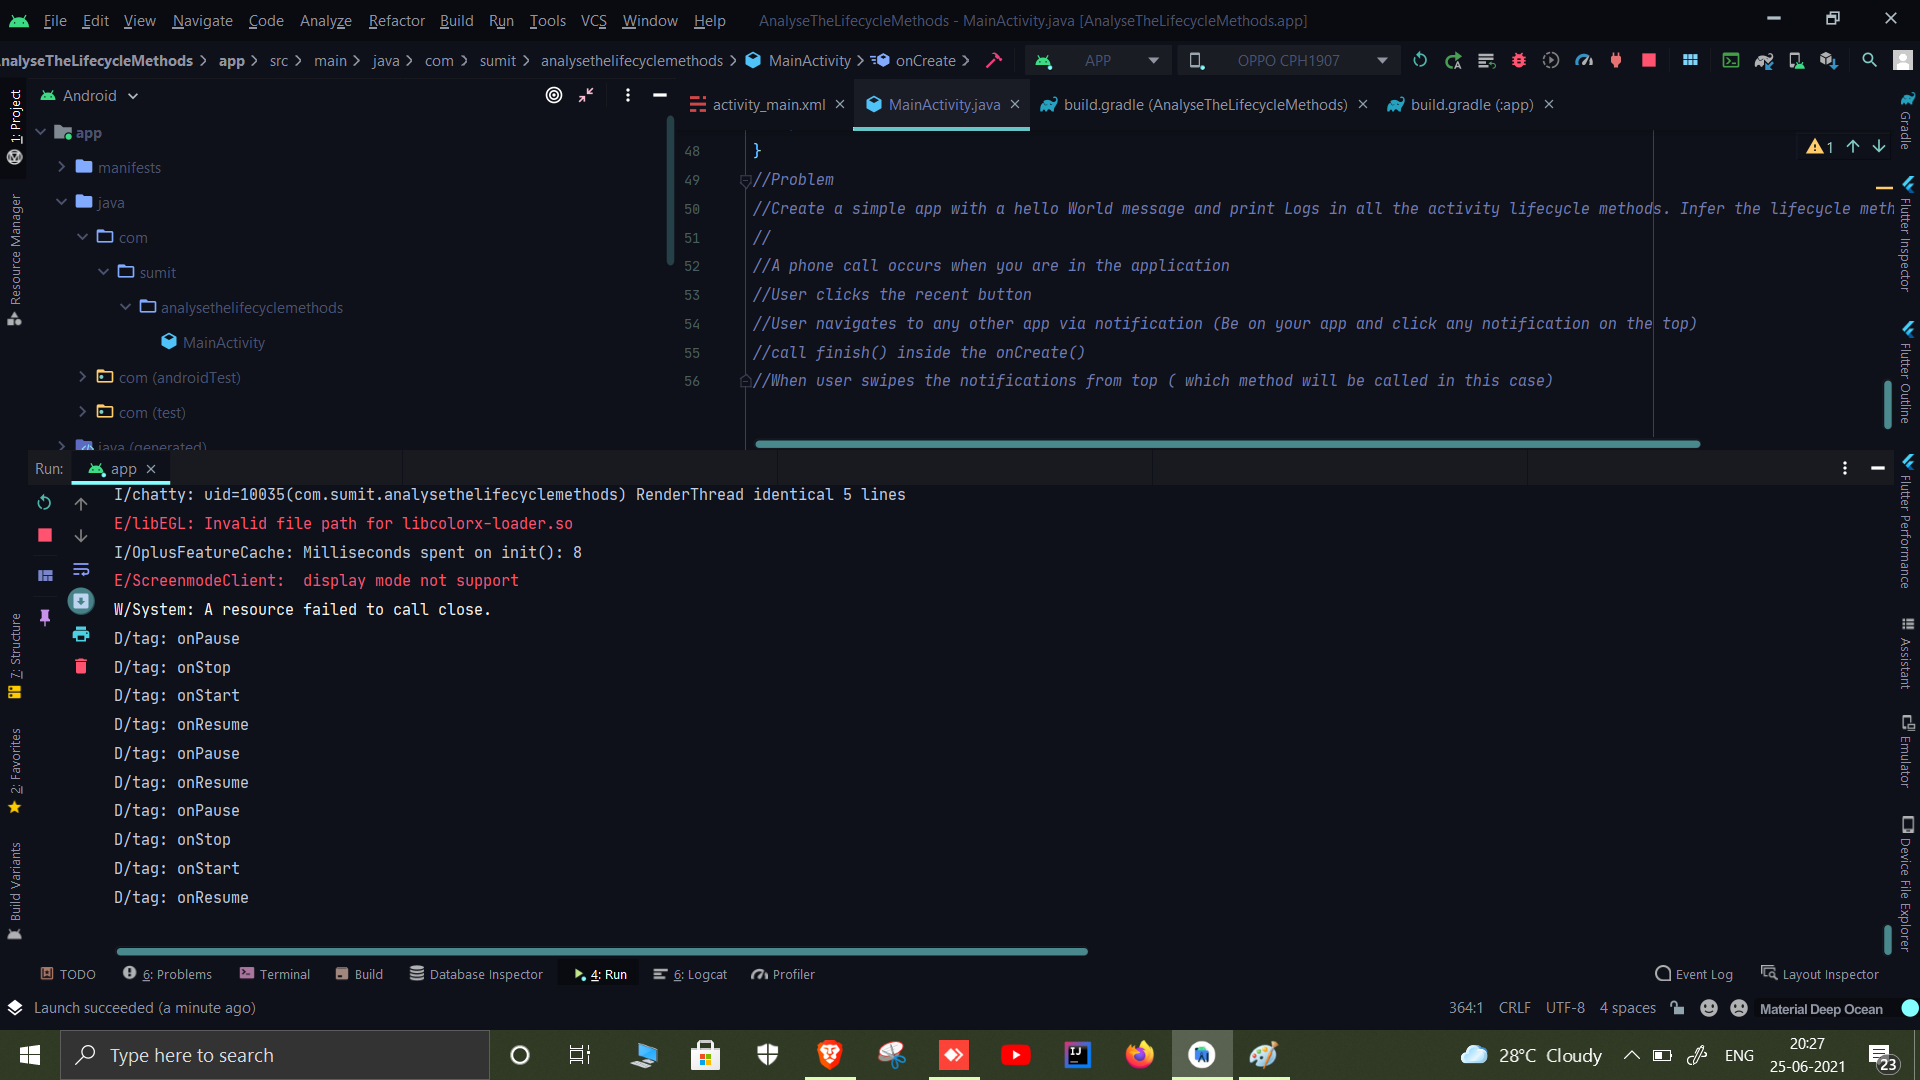 File Edit View Navigate Code Analyze Refactor Build Run Tools VCS Window Help AnalyseTheLifecycleMethods - MainActivity.java [AnalyseTheLifecycleMethods.app]
nalyseTheLifecycleMethods app src main java com sumit analysethelifecyclemethods MainActivity onCreate APP OPPO CPH1907
Android
activity_main.xml MainActivity.java build.gradle (AnalyseTheLifecycleMethods) build.gradle (:app)
1: Project
Resource Manager
7: Structure
2: Favorites
Build Variants
app
manifests
java
com
sumit
analysethelifecyclemethods
MainActivity
com (androidTest)
com (test)
java (generated)
48 }
49 //Problem
50 //Create a simple app with a hello World message and print Logs in all the activity lifecycle methods. Infer the lifecycle meth
51 //
52 //A phone call occurs when you are in the application
53 //User clicks the recent button
54 //User navigates to any other app via notification (Be on your app and click any notification on the top)
55 //call finish() inside the onCreate()
56 //When user swipes the notifications from top ( which method will be called in this case)
1
Gradle
Flutter Inspector
Flutter Outline
Flutter Performance
Assistant
Emulator
Device File Explorer
Run: app
I/chatty: uid=10035(com.sumit.analysethelifecyclemethods) RenderThread identical 5 lines
E/libEGL: Invalid file path for libcolorx-loader.so
I/OplusFeatureCache: Milliseconds spent on init(): 8
E/ScreenmodeClient:  display mode not support
W/System: A resource failed to call close.
D/tag: onPause
D/tag: onStop
D/tag: onStart
D/tag: onResume
D/tag: onPause
D/tag: onResume
D/tag: onPause
D/tag: onStop
D/tag: onStart
D/tag: onResume
TODO 6: Problems Terminal Build Database Inspector 4: Run 6: Logcat Profiler Event Log Layout Inspector
Launch succeeded (a minute ago) 364:1 CRLF UTF-8 4 spaces Material Deep Ocean
Type here to search 28°C Cloudy ENG 20:27
25-06-2021 23